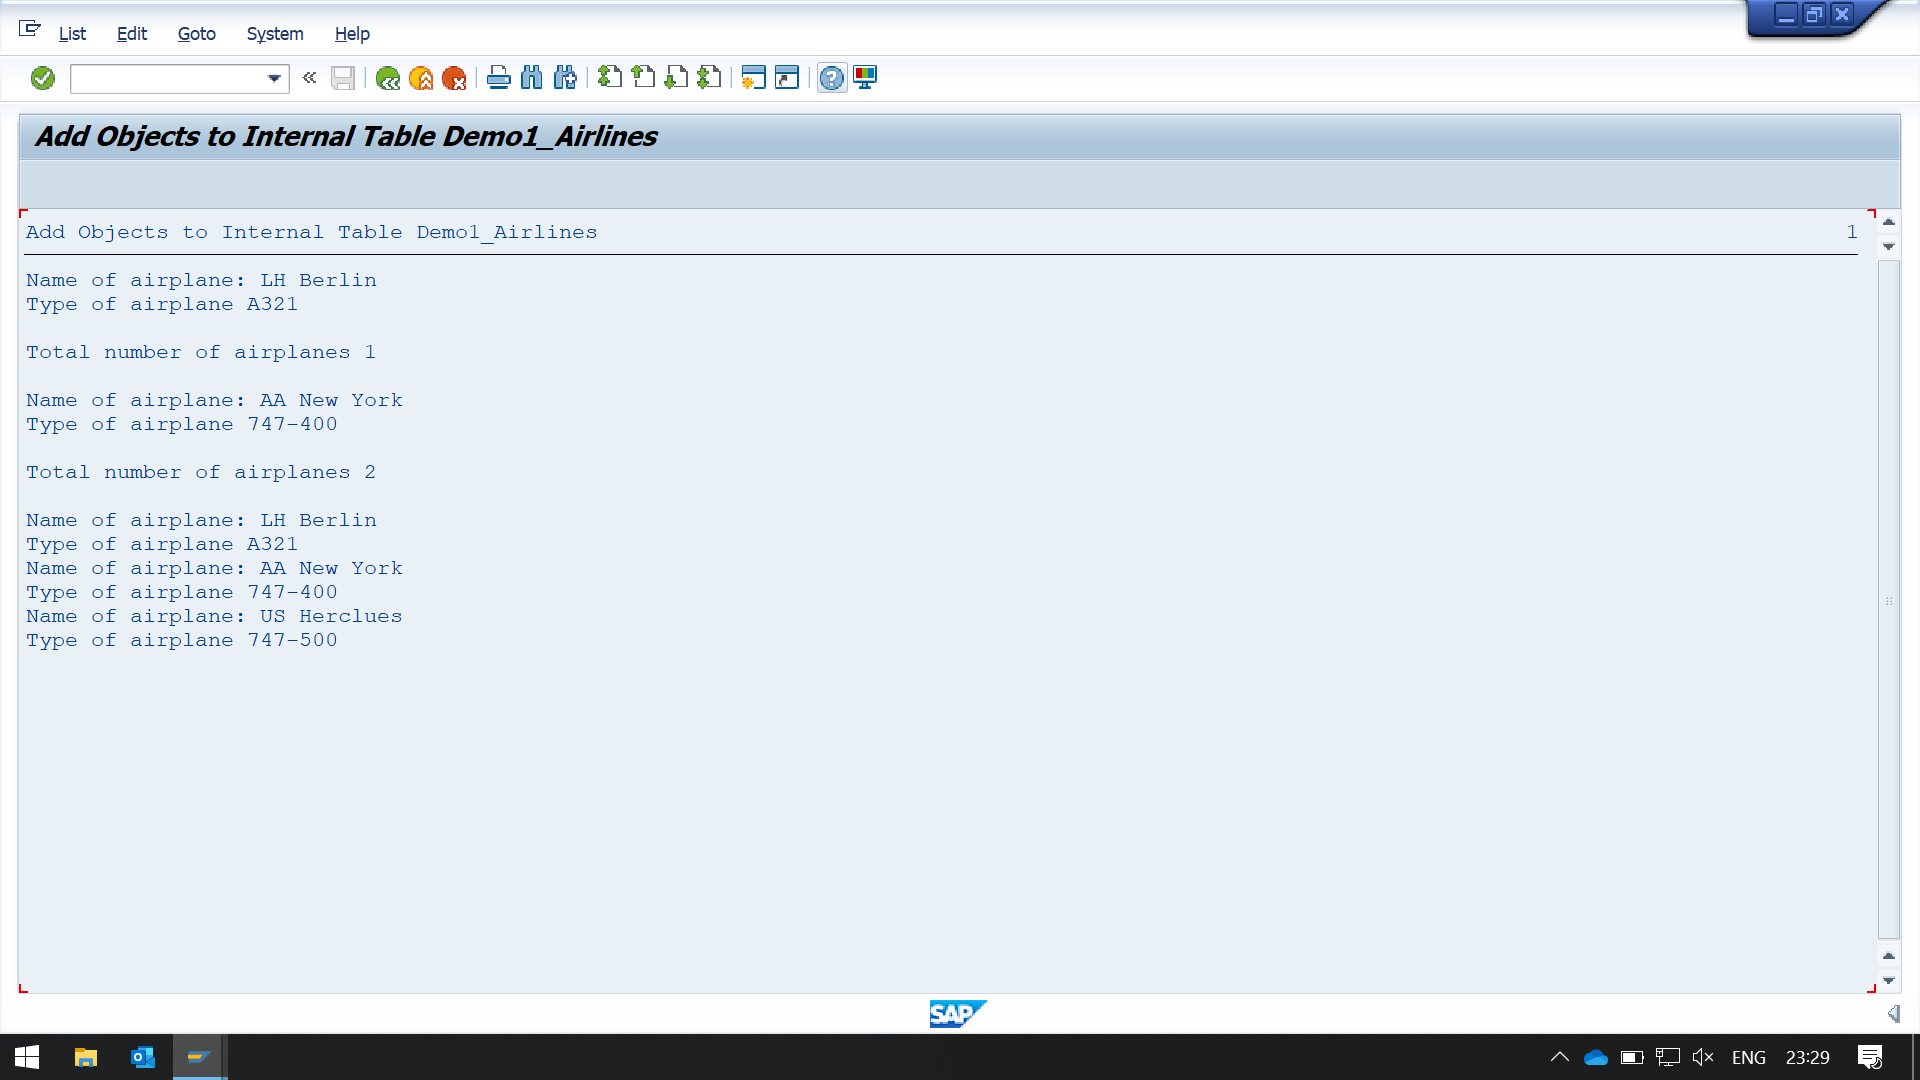 List Edit Goto System Help
Add Objects to Internal Table Demo1_Airlines
Add Objects to Internal Table Demo1_Airlines 1
Name of airplane: LH Berlin
Type of airplane A321
Total number of airplanes 1
Name of airplane: AA New York
Type of airplane 747-400
Total number of airplanes 2
Name of airplane: LH Berlin
Type of airplane A321
Name of airplane: AA New York
Type of airplane 747-400
Name of airplane: US Herclues
Type of airplane 747-500
SAP
ENG 23:29